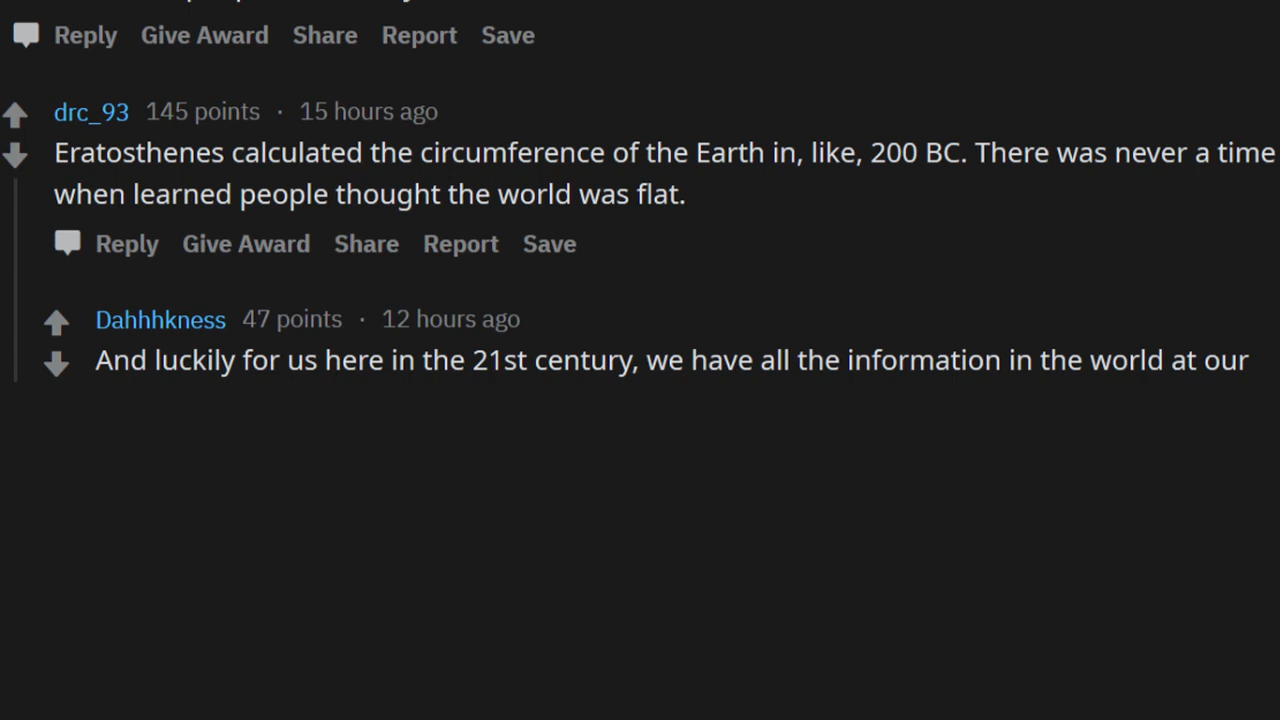 Reply Give Award Share Report Save
drc_93 145 points · 15 hours ago
Eratosthenes calculated the circumference of the Earth in, like, 200 BC. There was never a time
when learned people thought the world was flat.
Reply Give Award Share Report Save
Dahhhkness 47 points · 12 hours ago
And luckily for us here in the 21st century, we have all the information in the world at our